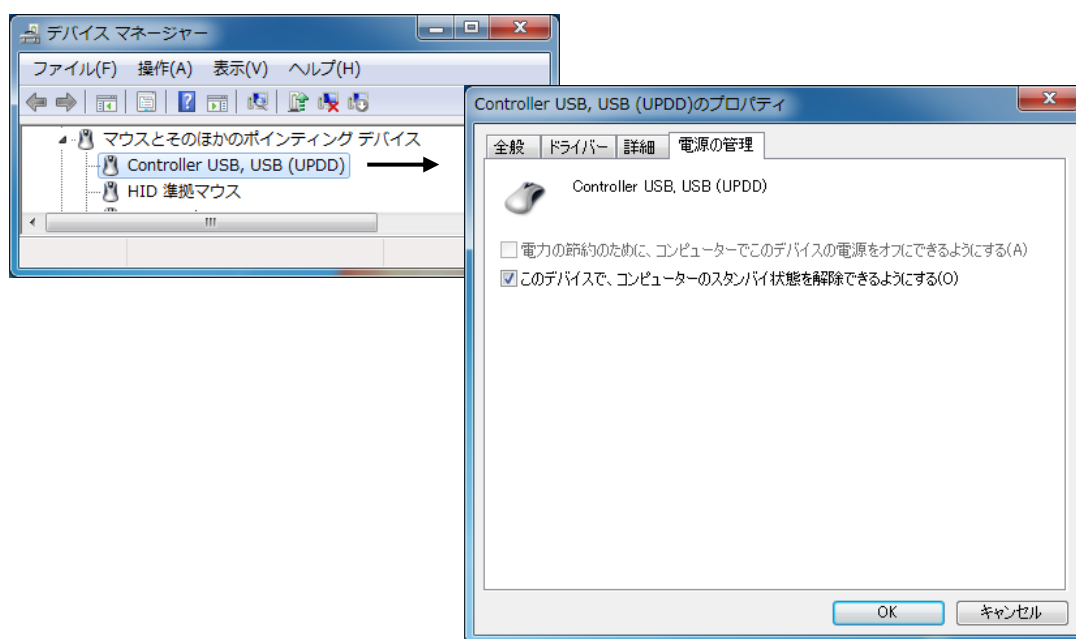 デバイス マネージャー
ファイル(F) 操作(A) 表示(V) ヘルプ(H)
マウスとそのほかのポインティング デバイス
Controller USB, USB (UPDD)
HID 準拠マウス
Controller USB, USB (UPDD)のプロパティ
全般 ドライバー 詳細 電源の管理
Controller USB, USB (UPDD)
電力の節約のために、コンピューターでこのデバイスの電源をオフにできるようにする(A)
このデバイスで、コンピューターのスタンバイ状態を解除できるようにする(O)
OK キャンセル